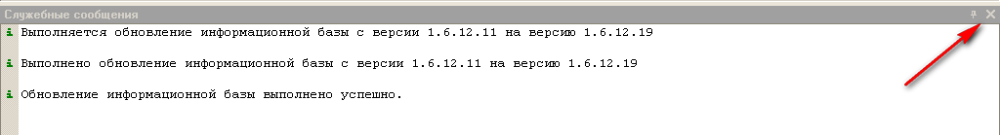 Служебные сообщения
Выполняется обновление информационной базы с версии 1.6.12.11 на версию 1.6.12.19
Выполнено обновление информационной базы с версии 1.6.12.11 на версию 1.6.12.19
Обновление информационной базы выполнено успешно.